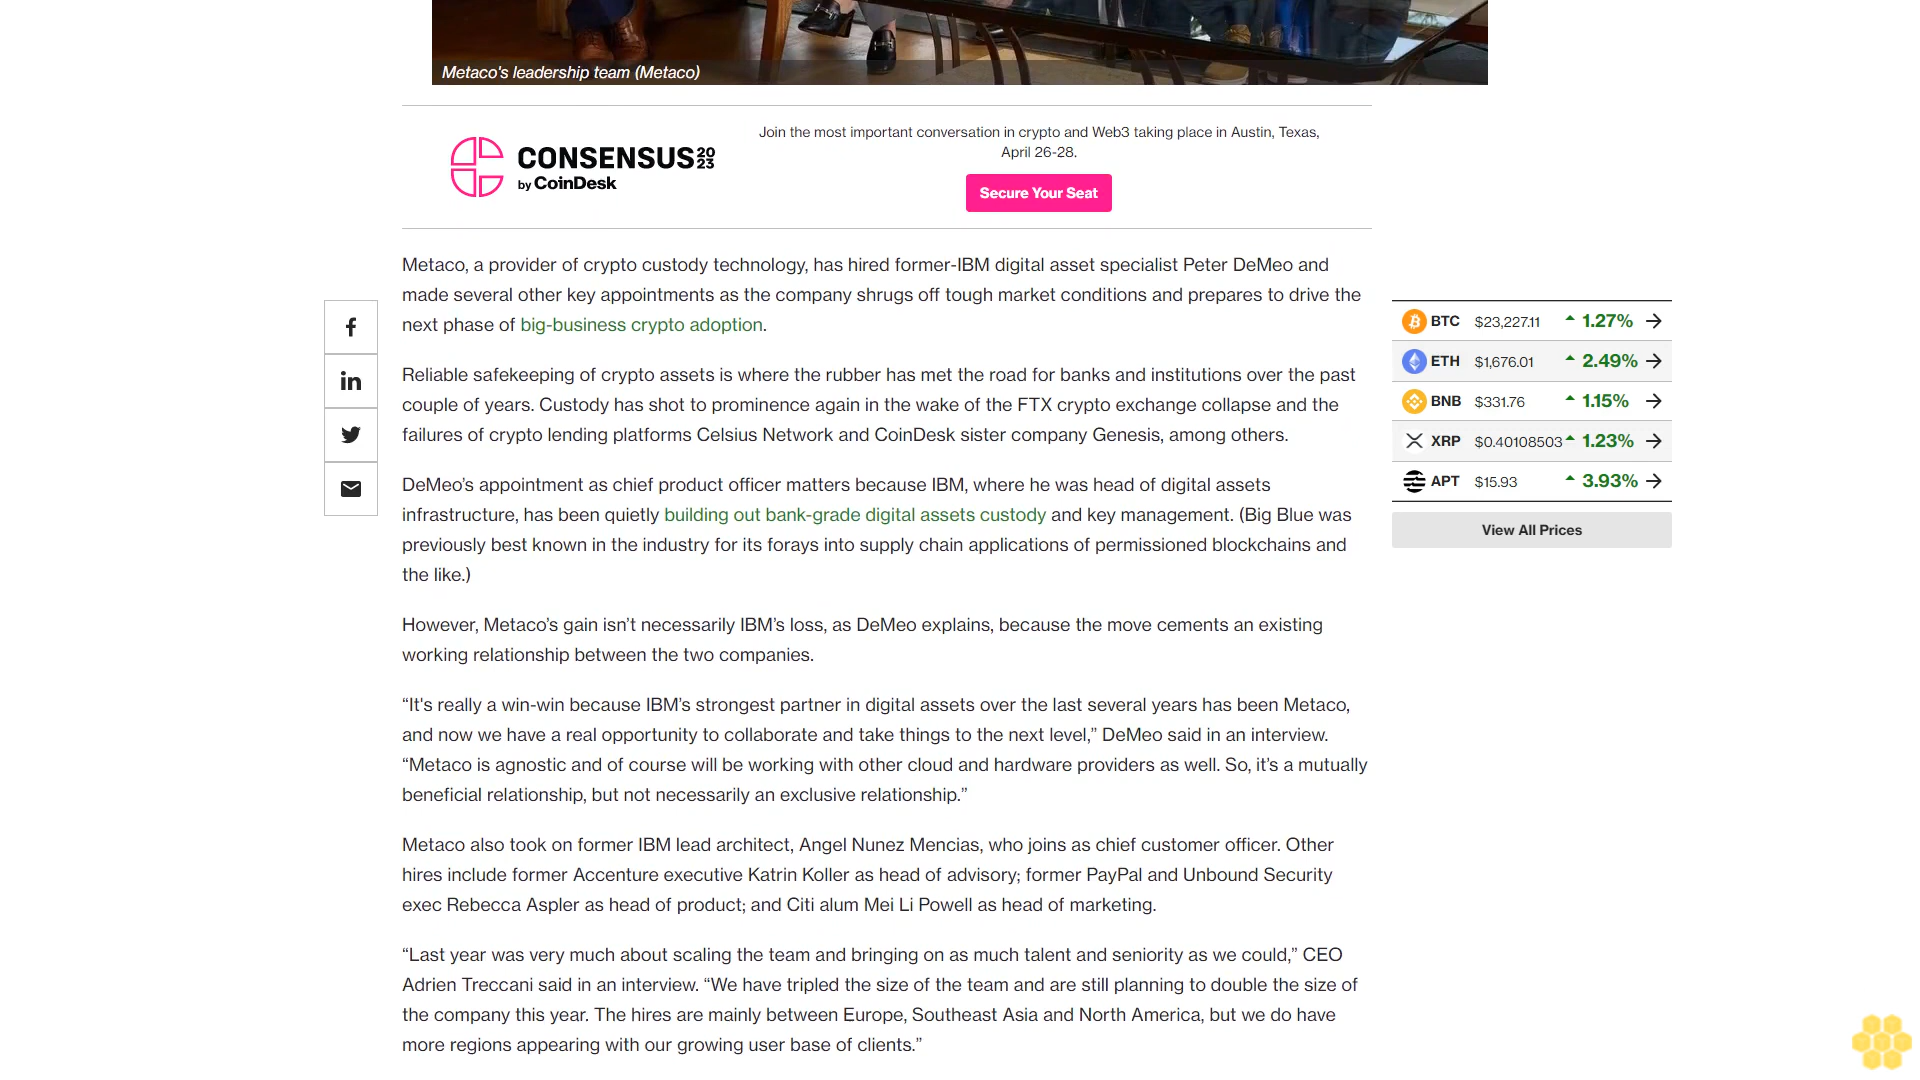 Metaco's leadership team (Metaco)
CONSENSUS 20
23
by CoinDesk
Join the most important conversation in crypto and Web3 taking place in Austin, Texas,
April 26-28.
Secure Your Seat
Metaco, a provider of crypto custody technology, has hired former-IBM digital asset specialist Peter DeMeo and
made several other key appointments as the company shrugs off tough market conditions and prepares to drive the
next phase of big-business crypto adoption.
Reliable safekeeping of crypto assets is where the rubber has met the road for banks and institutions over the past
couple of years. Custody has shot to prominence again in the wake of the FTX crypto exchange collapse and the
failures of crypto lending platforms Celsius Network and CoinDesk sister company Genesis, among others.
DeMeo’s appointment as chief product officer matters because IBM, where he was head of digital assets
infrastructure, has been quietly building out bank-grade digital assets custody and key management. (Big Blue was
previously best known in the industry for its forays into supply chain applications of permissioned blockchains and
the like.)
However, Metaco’s gain isn’t necessarily IBM’s loss, as DeMeo explains, because the move cements an existing
working relationship between the two companies.
“It's really a win-win because IBM’s strongest partner in digital assets over the last several years has been Metaco,
and now we have a real opportunity to collaborate and take things to the next level,” DeMeo said in an interview.
“Metaco is agnostic and of course will be working with other cloud and hardware providers as well. So, it’s a mutually
beneficial relationship, but not necessarily an exclusive relationship.”
Metaco also took on former IBM lead architect, Angel Nunez Mencias, who joins as chief customer officer. Other
hires include former Accenture executive Katrin Koller as head of advisory; former PayPal and Unbound Security
exec Rebecca Aspler as head of product; and Citi alum Mei Li Powell as head of marketing.
“Last year was very much about scaling the team and bringing on as much talent and seniority as we could,” CEO
Adrien Treccani said in an interview. “We have tripled the size of the team and are still planning to double the size of
the company this year. The hires are mainly between Europe, Southeast Asia and North America, but we do have
more regions appearing with our growing user base of clients.”
BTC $23,227.11 1.27%
ETH $1,676.01 2.49%
BNB $331.76 1.15%
XRP $0.40108503 1.23%
APT $15.93 3.93%
View All Prices